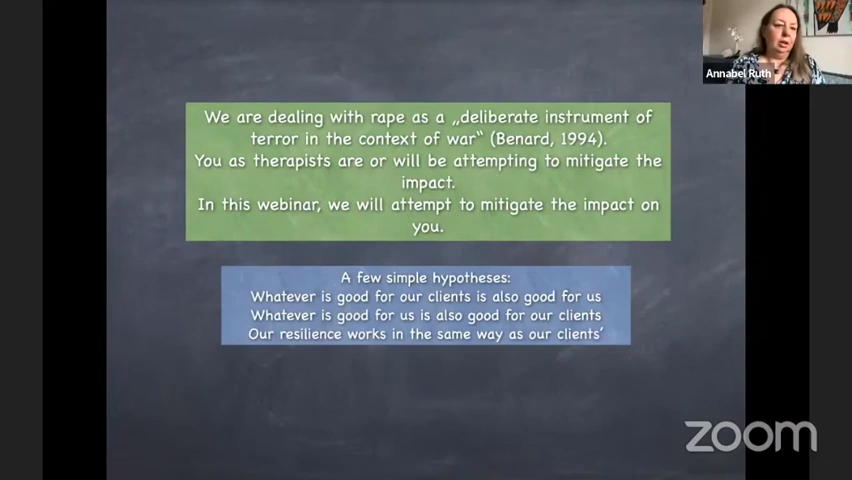 Annabel Ruth
We are dealing with rape as a „deliberate instrument of
terror in the context of war“ (Benard, 1994).
You as therapists are or will be attempting to mitigate the
impact.
In this webinar, we will attempt to mitigate the impact on
you.
A few simple hypotheses:
Whatever is good for our clients is also good for us
Whatever is good for us is also good for our clients
Our resilience works in the same way as our clients’
zoom